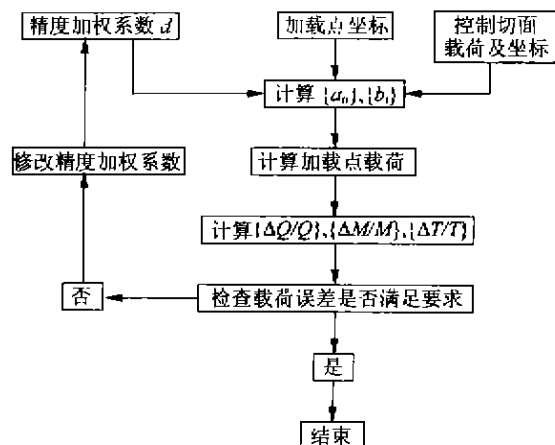 精度加权系数 d
加载点坐标
控制切面
载荷及坐标
计算 {aₙ},{bᵢ}
修改精度加权系数
计算加载点载荷
计算{ΔQ/Q},{ΔM/M},{ΔT/T}
否
检查载荷误差是否满足要求
是
结束